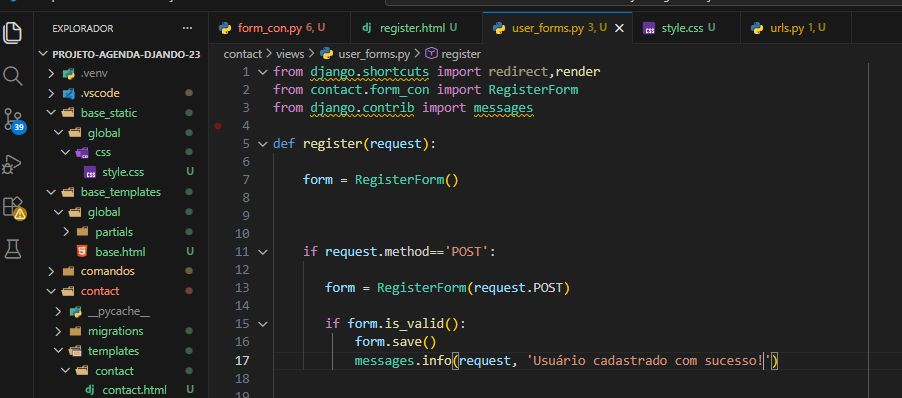 EXPLORADOR ...
form_con.py 6, U
register.html U
user_forms.py 3, U
style.css U
urls.py 1, U
PROJETO-AGENDA-DJANDO-23
contact > views > user_forms.py > register
.venv
.vscode
base_static
global
css
style.css U
base_templates
global
partials
base.html U
comandos
contact
__pycache__
migrations
templates
contact
contact.html U
39
1 from django.shortcuts import redirect,render
2 from contact.form_con import RegisterForm
3 from django.contrib import messages
4
5 def register(request):
6
7 form = RegisterForm()
8
9
10
11 if request.method=='POST':
12
13 form = RegisterForm(request.POST)
14
15 if form.is_valid():
16 form.save()
17 messages.info(request, 'Usuário cadastrado com sucesso!')
18
19